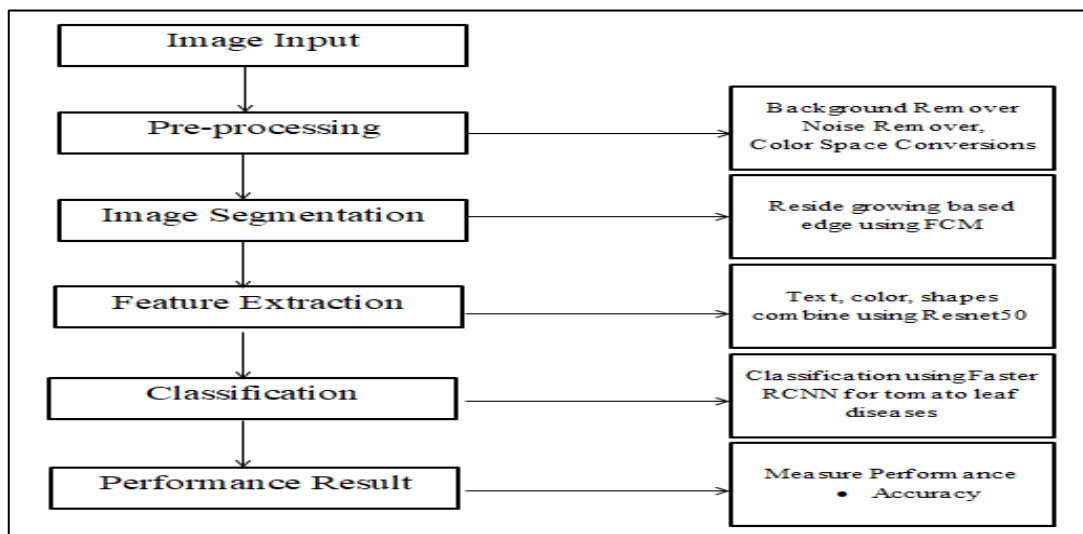 Image Input
Pre-processing
Background Remover
Noise Remover,
Color Space Conversions
Image Segmentation
Reside growing based
edge using FCM
Feature Extraction
Text, color, shapes
combine using Resnet50
Classification
Classification using Faster
RCNN for tomato leaf
diseases
Performance Result
Measure Performance
• Accuracy